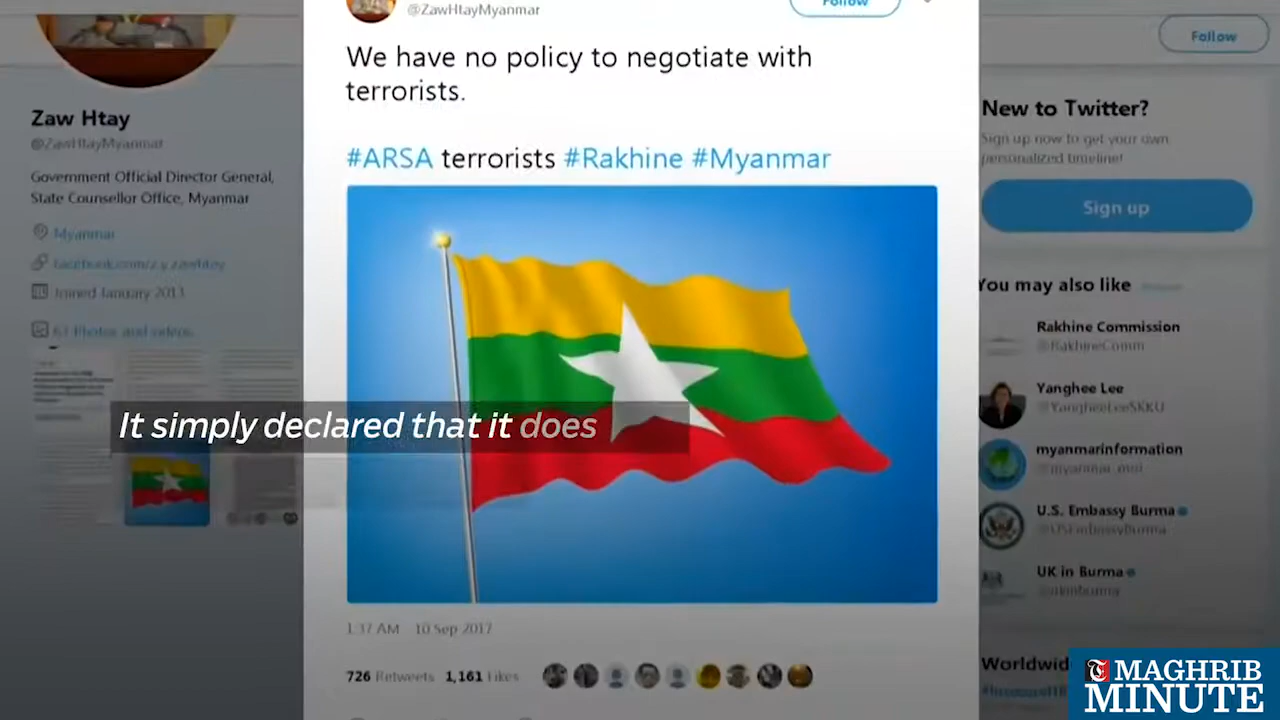 @ZawHtayMyanmar
Follow
We have no policy to negotiate with
terrorists.
#ARSA terrorists #Rakhine #Myanmar
Zaw Htay
@ZawHtayMyanmar
Government Official Director General,
State Counsellor Office, Myanmar
Myanmar
Joined January 2013
61 Photos and videos
It simply declared that it does
1:37 AM 10 Sep 2017
726 Retweets 1,161 Likes
Follow
New to Twitter?
Sign up now to get your own
personalized timeline!
Sign up
You may also like
Rakhine Commission
@RakhineComm
Yanghee Lee
@YangheeLeeSKKU
myanmarinformation
@myanmar_moi
U.S. Embassy Burma
@USEmbassyBurma
UK in Burma
@ukinburma
MAGHRIB
MINUTE